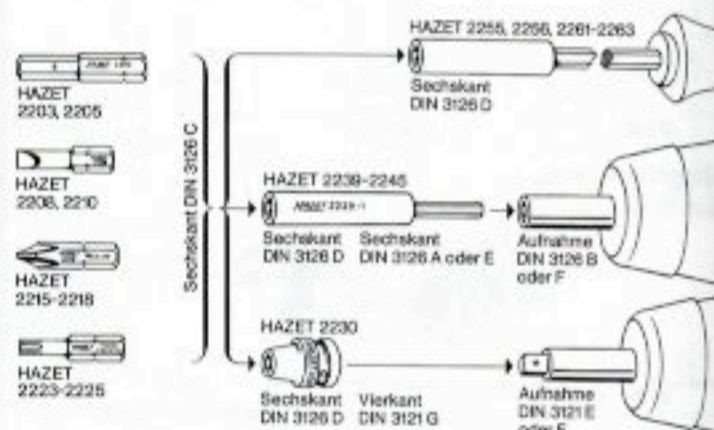 HAZET
2203, 2205
HAZET
2208, 2210
HAZET
2215-2218
HAZET
2223-2225
Sechskant DIN 3126 C
HAZET 2255, 2256, 2261-2263
Sechskant
DIN 3126 D
HAZET 2239-2245
Sechskant
DIN 3126 D
Sechskant
DIN 3126 A oder E
Aufnahme
DIN 3126 B
oder F
HAZET 2230
Sechskant
DIN 3126 D
Vierkant
DIN 3121 G
Aufnahme
DIN 3121 E
oder F